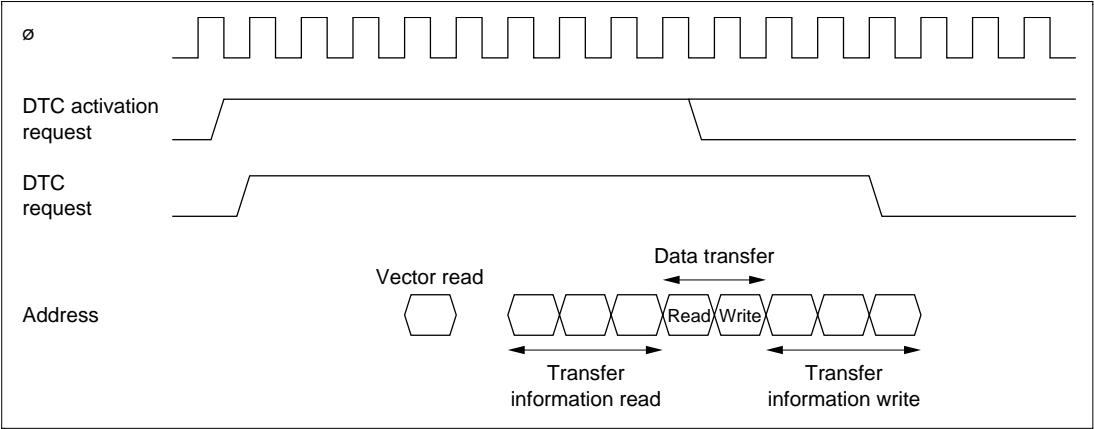 ø
DTC activation
request
DTC
request
Data transfer
Vector read
Address
Read
Write
Transfer
information read
Transfer
information write